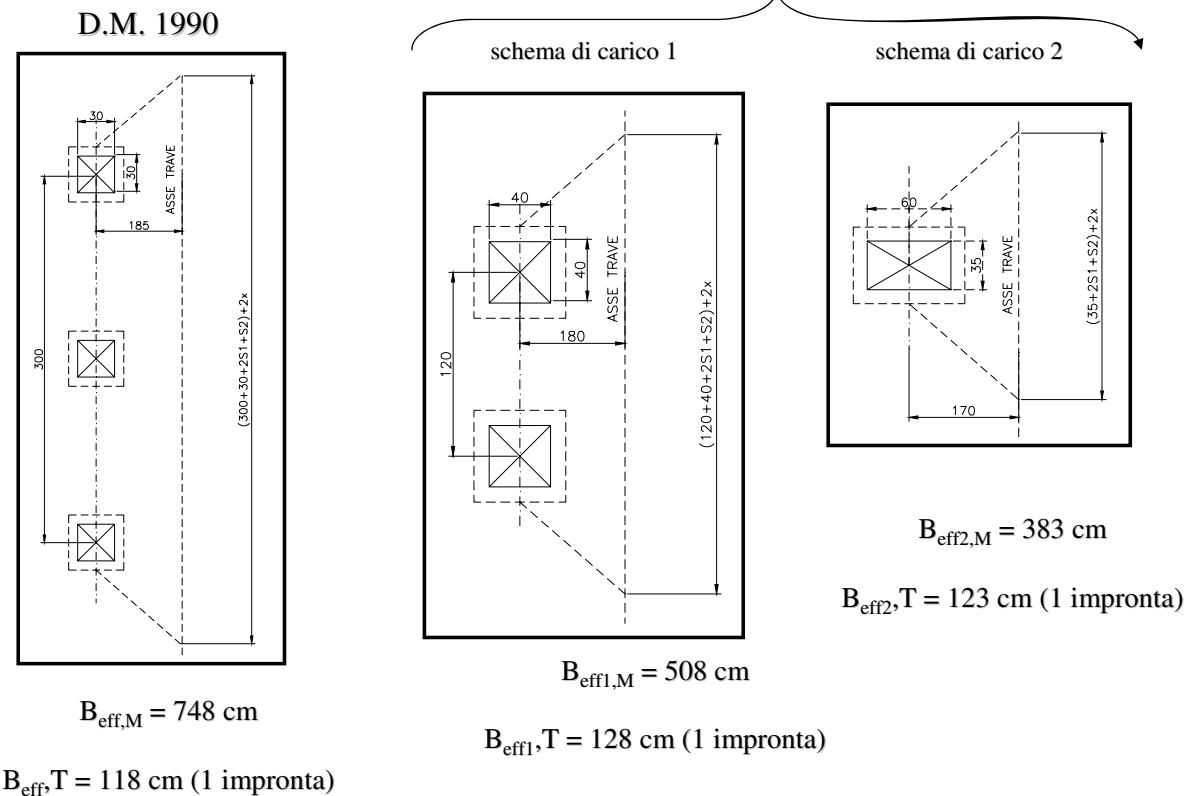 D.M. 1990
30
30
ASSE TRAVE
185
300
(300+30+2S1+S2)+2x
B_eff,M = 748 cm
B_eff,T = 118 cm (1 impronta)
schema di carico 1
40
40
ASSE TRAVE
180
120
(120+40+2S1+S2)+2x
B_eff1,M = 508 cm
B_eff1,T = 128 cm (1 impronta)
schema di carico 2
60
35
ASSE TRAVE
170
(35+2S1+S2)+2x
B_eff2,M = 383 cm
B_eff2,T = 123 cm (1 impronta)